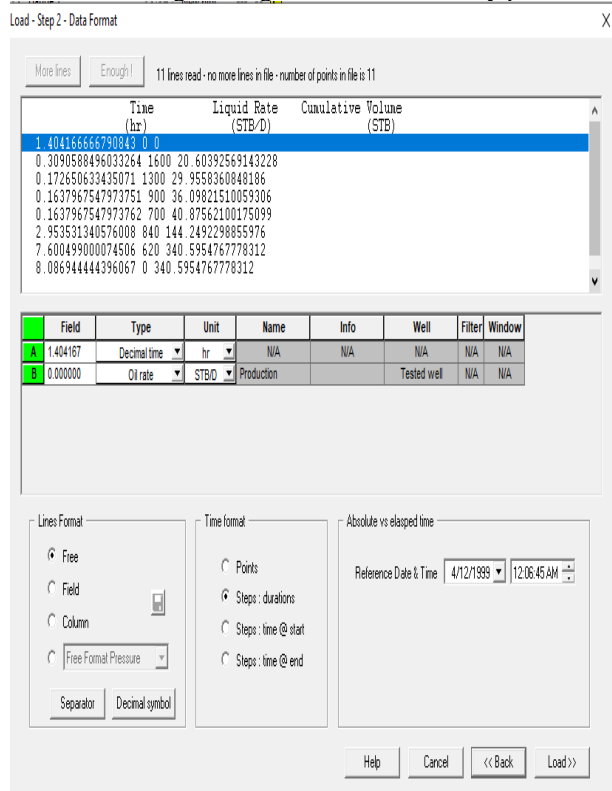 Load - Step 2 - Data Format X
More lines Enough ! 11 lines read - no more lines in file - number of points in file is 11
Time Liquid Rate Cumulative Volume
(hr) (STB/D) (STB)
1.404166666790843 0 0
0.3090588496033264 1600 20.60392569143228
0.172650633435071 1300 29.9558360848186
0.1637967547973751 900 36.09821510059306
0.1637967547973762 700 40.87562100175099
2.953531340576008 840 144.2492298855976
7.600499000074506 620 340.5954767778312
8.086944444396067 0 340.5954767778312
Field Type Unit Name Info Well Filter Window
A 1.404167 Decimal time hr N/A N/A N/A N/A N/A
B 0.000000 Oil rate STB/D Production Tested well N/A N/A
Lines Format
Free
Field
Column
Free Format Pressure
Separator Decimal symbol
Time format
Points
Steps : durations
Steps : time @ start
Steps : time @ end
Absolute vs elasped time
Reference Date & Time 4/12/1999 12:06:45 AM
Help Cancel << Back Load >>